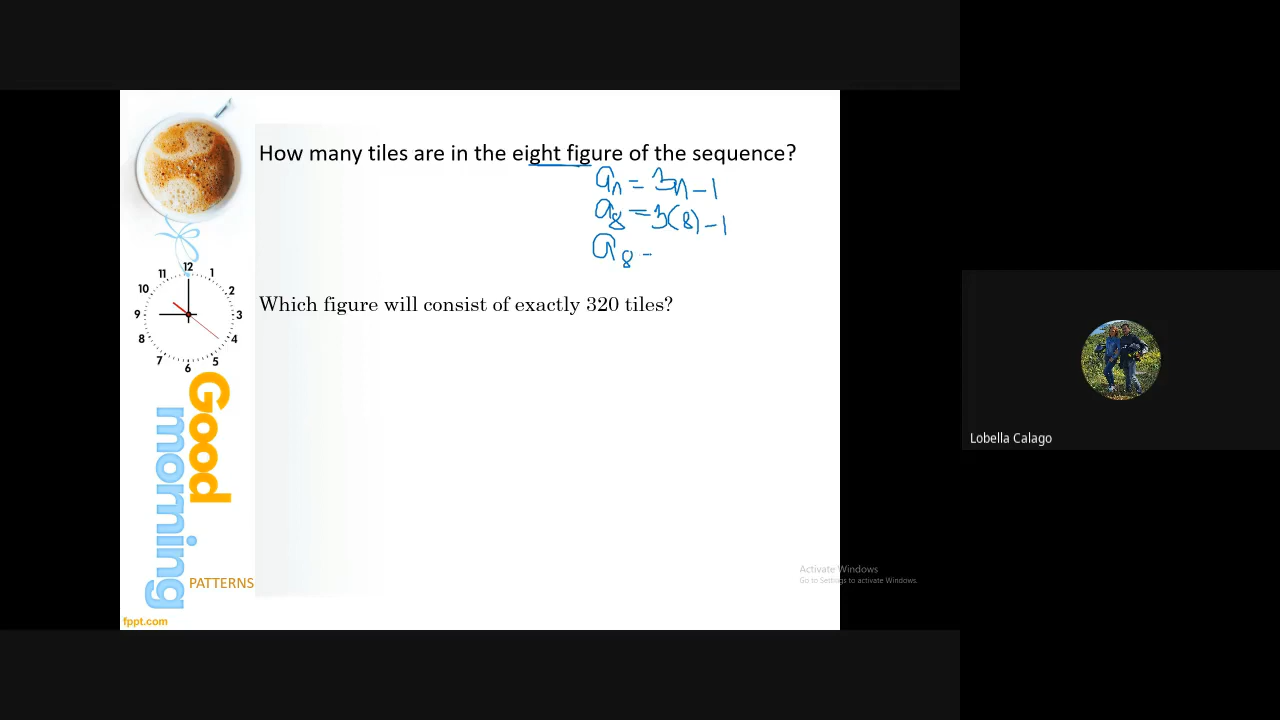 How many tiles are in the eight figure of the sequence?
aₙ = 3n - 1
a₈ = 3(8) - 1
a₈ -
12
11 1
10 2
9 3
8 4
7 5
6
Which figure will consist of exactly 320 tiles?
Good
morning
PATTERNS
fppt.com
Lobella Calago
Activate Windows
Go to Settings to activate Windows.